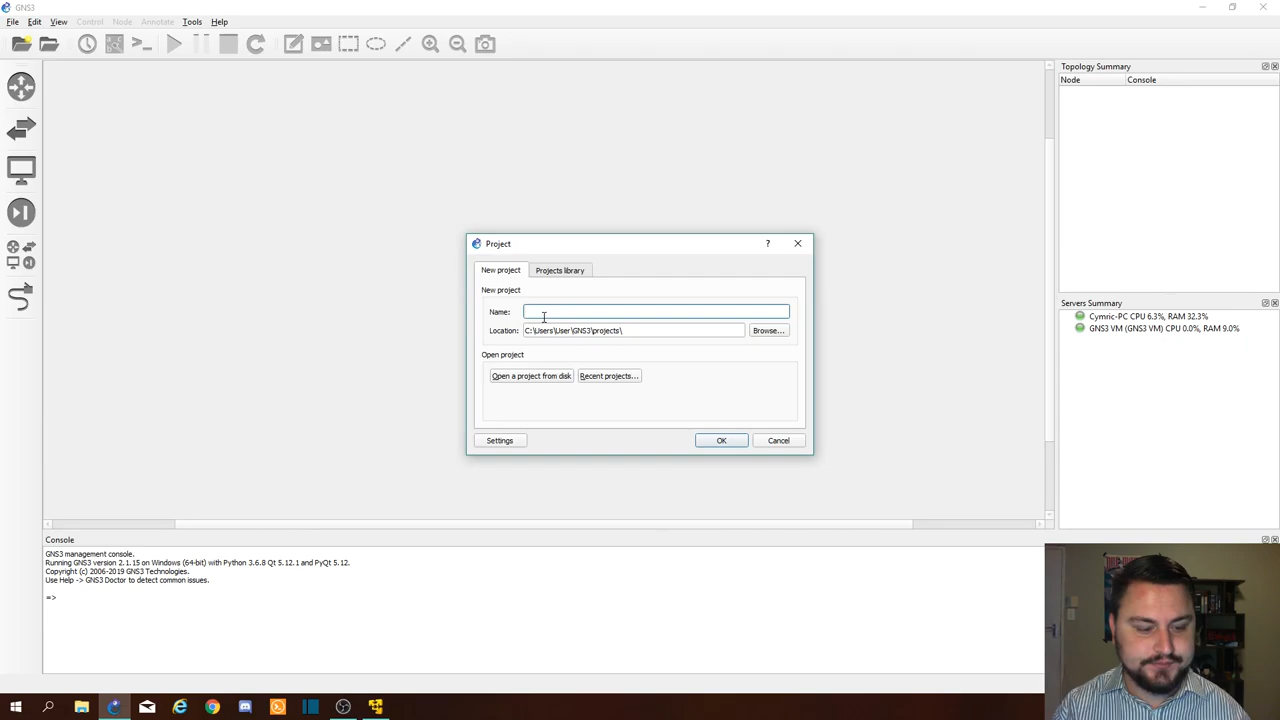 GNS3
File Edit View Control Node Annotate Tools Help
Topology Summary
Node Console
Project
New project Projects library
New project
Name:
Location: C:\Users\User\GNS3\projects\ Browse...
Open project
Open a project from disk Recent projects...
Settings OK Cancel
Servers Summary
Cymric-PC CPU 6.3%, RAM 32.3%
GNS3 VM (GNS3 VM) CPU 0.0%, RAM 9.0%
Console
GNS3 management console.
Running GNS3 version 2.1.15 on Windows (64-bit) with Python 3.6.8 Qt 5.12.1 and PyQt 5.12.
Copyright (c) 2006-2019 GNS3 Technologies.
Use Help -> GNS3 Doctor to detect common issues.
=>